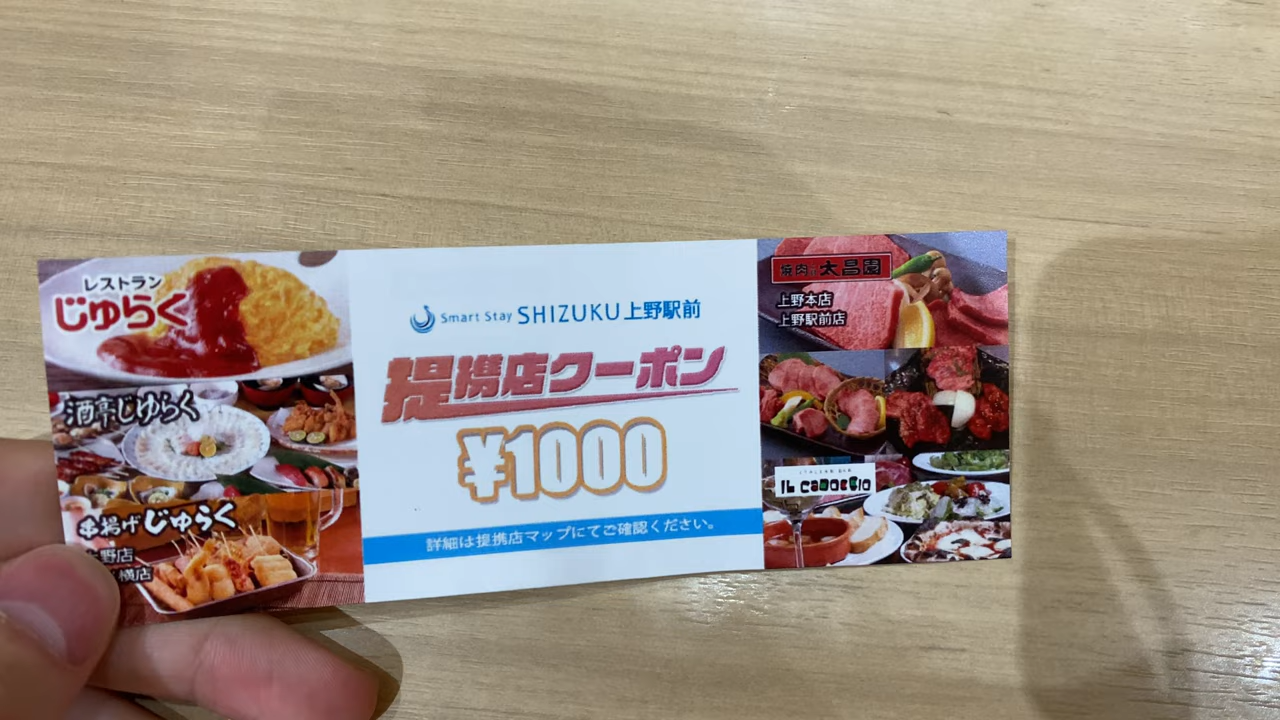 レストラン
じゅらく
酒亭じゅらく
串揚げじゅらく
野店
横店
Smart Stay SHIZUKU 上野駅前
提携店クーポン
¥1000
詳細は提携店マップにてご確認ください。
焼肉 太昌園
上野本店
上野駅前店
ITALIAN BAR
IL CADOCCIO